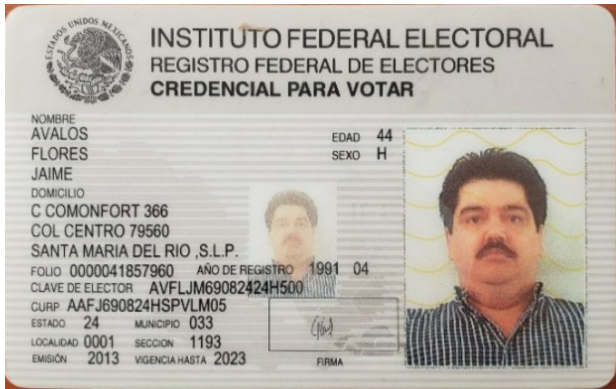 ESTADOS UNIDOS MEXICANOS
INSTITUTO FEDERAL ELECTORAL
REGISTRO FEDERAL DE ELECTORES
CREDENCIAL PARA VOTAR
NOMBRE
AVALOS
FLORES
JAIME
EDAD 44
SEXO H
DOMICILIO
C COMONFORT 366
COL CENTRO 79560
SANTA MARIA DEL RIO ,S.L.P.
FOLIO 0000041857960 AÑO DE REGISTRO 1991 04
CLAVE DE ELECTOR AVFLJM69082424H500
CURP AAFJ690824HSPVLM05
ESTADO 24 MUNICIPIO 033
LOCALIDAD 0001 SECCION 1193
EMISIÓN 2013 VIGENCIA HASTA 2023
FIRMA